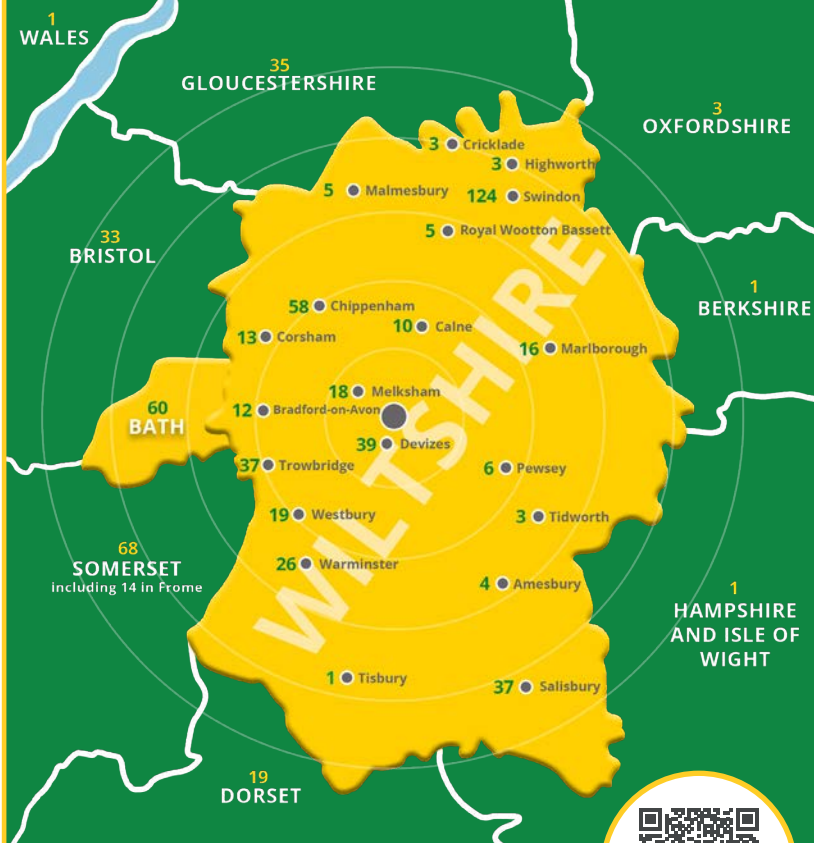 1
WALES
35
GLOUCESTERSHIRE
3
OXFORDSHIRE
3 Cricklade
3 Highworth
5 Malmesbury
124 Swindon
5 Royal Wootton Bassett
33
BRISTOL
1
BERKSHIRE
58 Chippenham
10 Calne
13 Corsham
16 Marlborough
WILTSHIRE
18 Melksham
60
BATH
12 Bradford-on-Avon
39 Devizes
37 Trowbridge
6 Pewsey
19 Westbury
3 Tidworth
68
SOMERSET
including 14 in Frome
26 Warminster
4 Amesbury
1
HAMPSHIRE
AND ISLE OF
WIGHT
1 Tisbury
37 Salisbury
19
DORSET